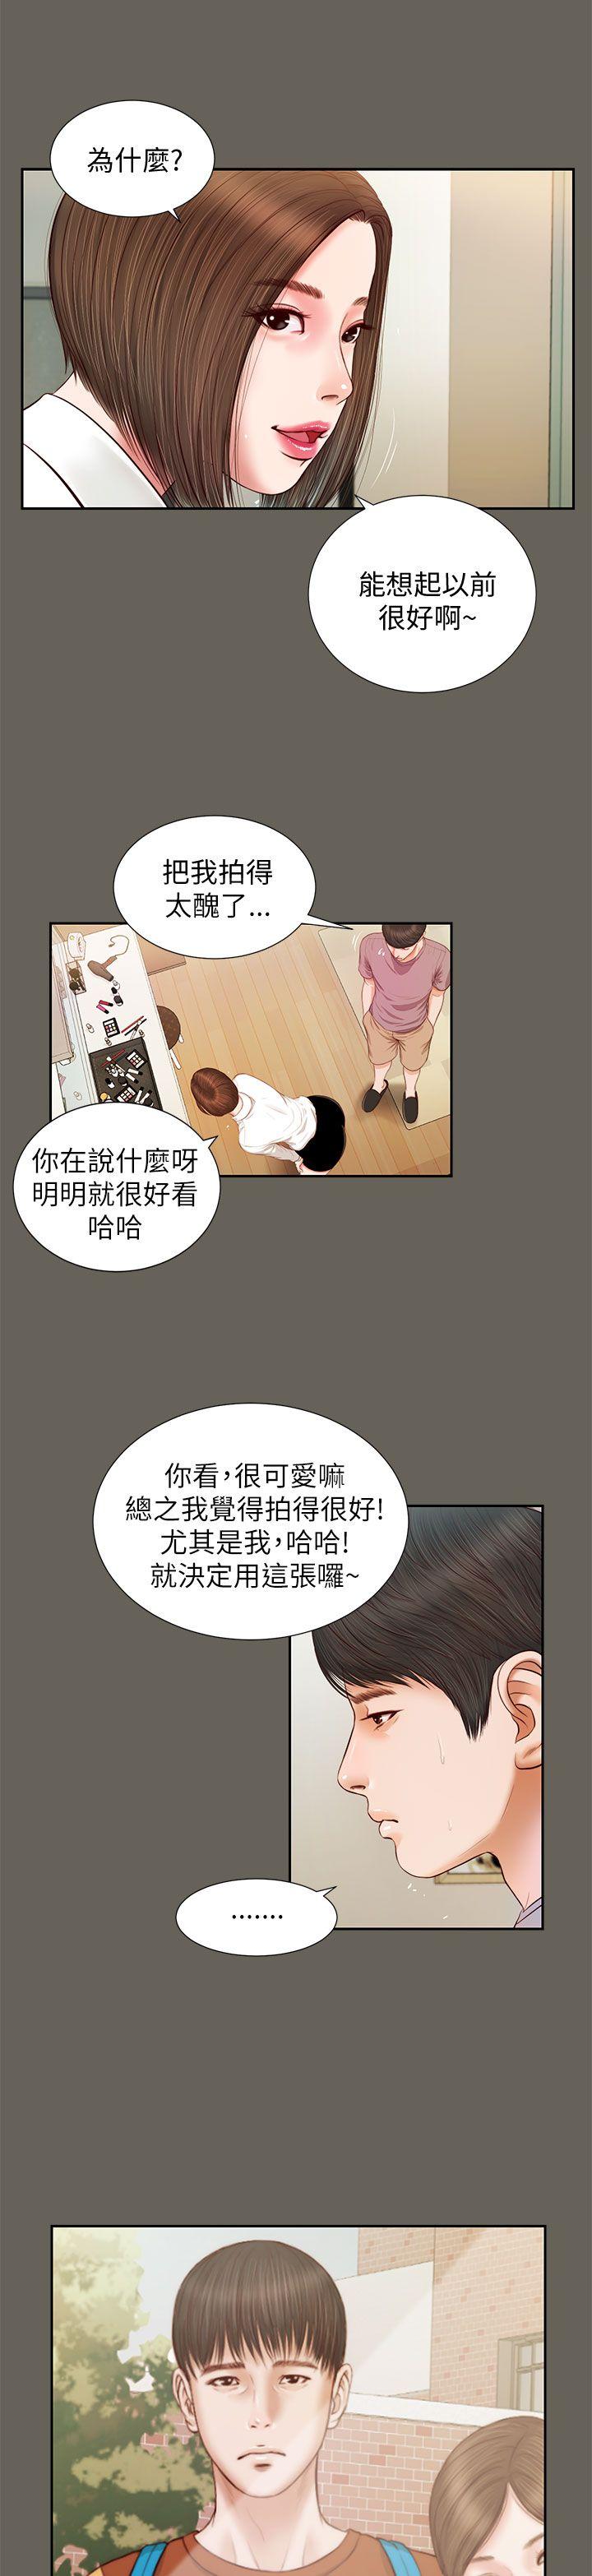 為什麼?
能想起以前
很好啊~
把我拍得
太醜了...
你在說什麼呀
明明就很好看
哈哈
你看,很可愛嘛
總之我覺得拍得很好!
尤其是我,哈哈!
就決定用這張囉~
.......